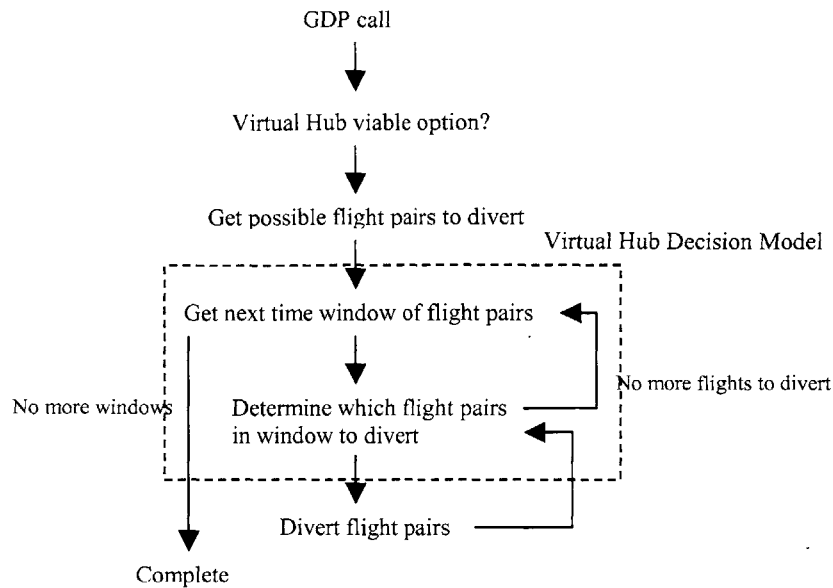 GDP call
Virtual Hub viable option?
Get possible flight pairs to divert
Virtual Hub Decision Model
Get next time window of flight pairs
No more flights to divert
No more windows
Determine which flight pairs
in window to divert
Divert flight pairs
Complete